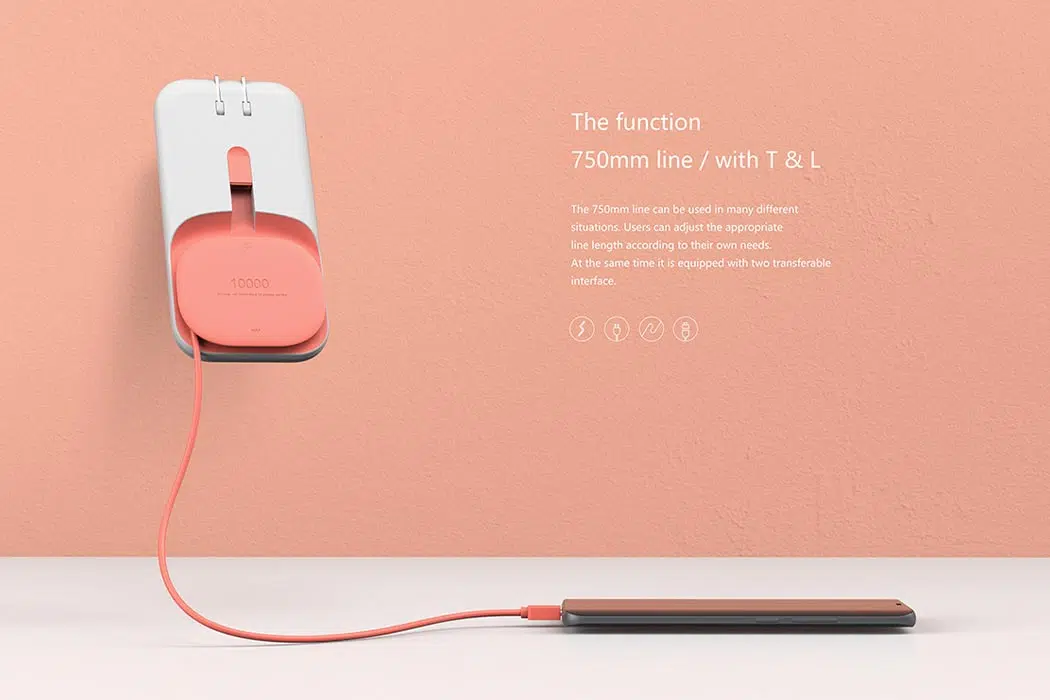 The function
750mm line / with T & L
The 750mm line can be used in many different
situations. Users can adjust the appropriate
line length according to their own needs.
At the same time it is equipped with two transferable
interface.
10000